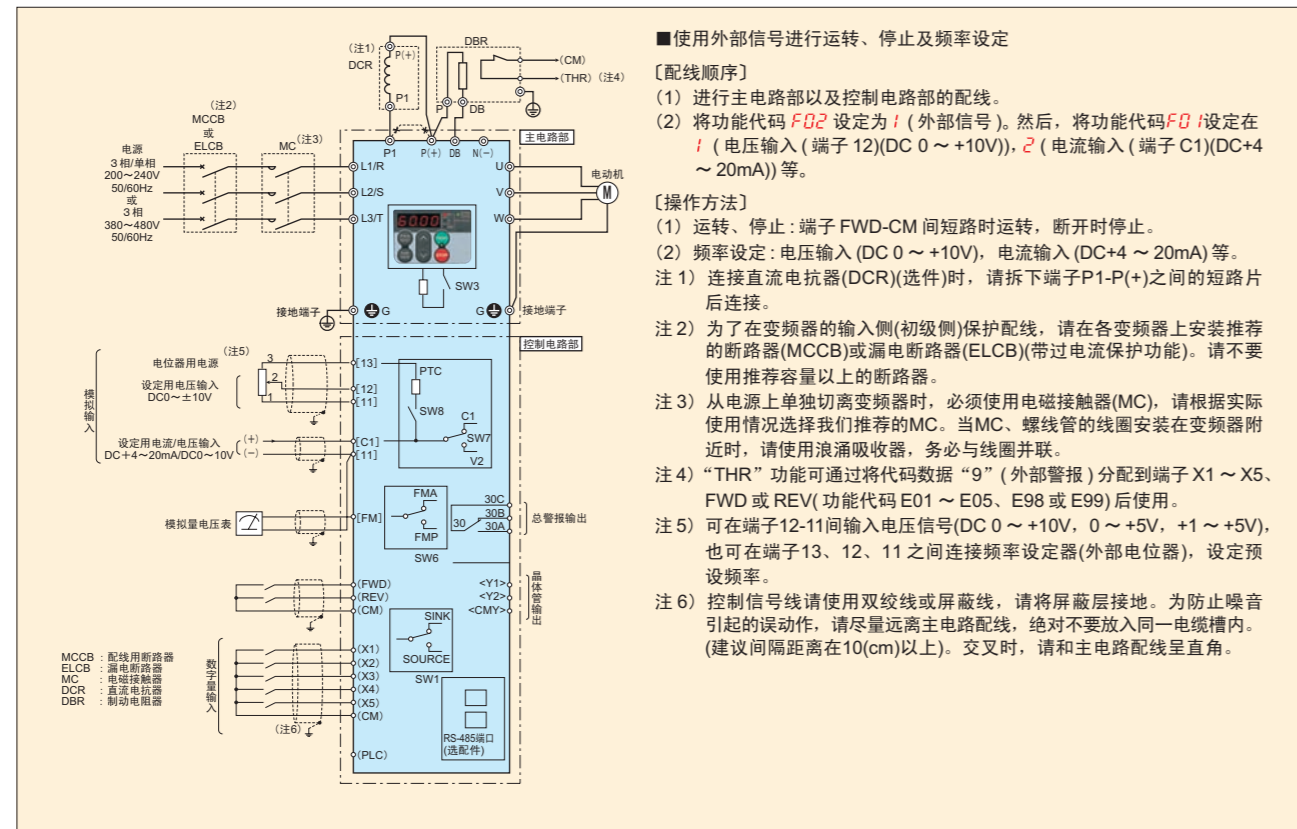 (注1)
DCR
P(+)
P1
DBR
(CM)
(THR)(注4)
P
DB
(注2)
MCCB
或
ELCB
MC(注3)
电源
3相/单相
200~240V
50/60Hz
或
3相
380~480V
50/60Hz
主电路部
P1 P(+) DB N(−)
L1/R
L2/S
L3/T
U
V
W
电动机
M
6000
SW3
接地端子
G
G
接地端子
控制电路部
(注5)
电位器用电源
3
2
1
设定用电压输入
DC0~±10V
模拟输入
设定用电流/电压输入
DC+4~20mA/DC0~10V
(+)
(−)
[13]
[12]
[11]
[C1]
[11]
PTC
SW8
C1
SW7
V2
模拟量电压表
[FM]
FMA
FMP
SW6
30C
30B
30
30A
总警报输出
(FWD)
(REV)
(CM)
<Y1>
<Y2>
<CMY>
晶体管输出
SINK
SOURCE
SW1
数字量输入
(X1)
(X2)
(X3)
(X4)
(X5)
(CM)
(注6)
(PLC)
RS-485端口
(选配件)
MCCB : 配线用断路器
ELCB : 漏电断路器
MC : 电磁接触器
DCR : 直流电抗器
DBR : 制动电阻器
■使用外部信号进行运转、停止及频率设定
〔配线顺序〕
(1) 进行主电路部以及控制电路部的配线。
(2) 将功能代码 F02 设定为 1 ( 外部信号 )。然后，将功能代码F01设定在
1 ( 电压输入 ( 端子 12)(DC 0 ~ +10V))，2 ( 电流输入 ( 端子 C1)(DC+4
~ 20mA)) 等。
〔操作方法〕
(1) 运转、停止 : 端子 FWD-CM 间短路时运转，断开时停止。
(2) 频率设定 : 电压输入 (DC 0 ~ +10V)，电流输入 (DC+4 ~ 20mA) 等。
注 1) 连接直流电抗器(DCR)(选件)时，请拆下端子P1-P(+)之间的短路片
后连接。
注 2) 为了在变频器的输入侧(初级侧)保护配线，请在各变频器上安装推荐
的断路器(MCCB)或漏电断路器(ELCB)(带过电流保护功能)。请不要
使用推荐容量以上的断路器。
注 3) 从电源上单独切离变频器时，必须使用电磁接触器(MC)，请根据实际
使用情况选择我们推荐的MC。当MC、螺线管的线圈安装在变频器附
近时，请使用浪涌吸收器，务必与线圈并联。
注 4) “THR”功能可通过将代码数据“9”( 外部警报 ) 分配到端子 X1 ~ X5、
FWD 或 REV( 功能代码 E01 ~ E05、E98 或 E99) 后使用。
注 5) 可在端子12-11间输入电压信号(DC 0 ~ +10V，0 ~ +5V，+1 ~ +5V)，
也可在端子13、12、11 之间连接频率设定器(外部电位器)，设定预
设频率。
注 6) 控制信号线请使用双绞线或屏蔽线，请将屏蔽层接地。为防止噪音
引起的误动作，请尽量远离主电路配线，绝对不要放入同一电缆槽内。
(建议间隔距离在10(cm)以上)。交叉时，请和主电路配线呈直角。